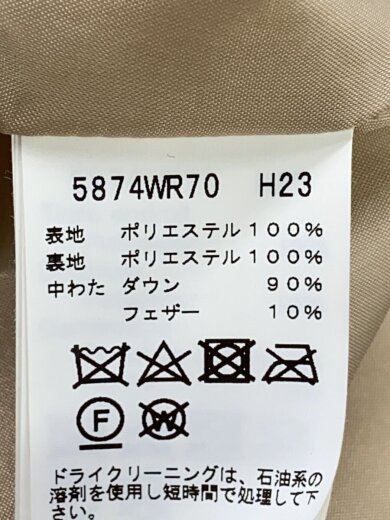 5874WR70 H23
表地 ポリエステル100%
裏地 ポリエステル100%
中わた ダウン 90%
フェザー 10%
F W
ドライクリーニングは、石油系の
溶剤を使用し短時間で処理して下
さい。